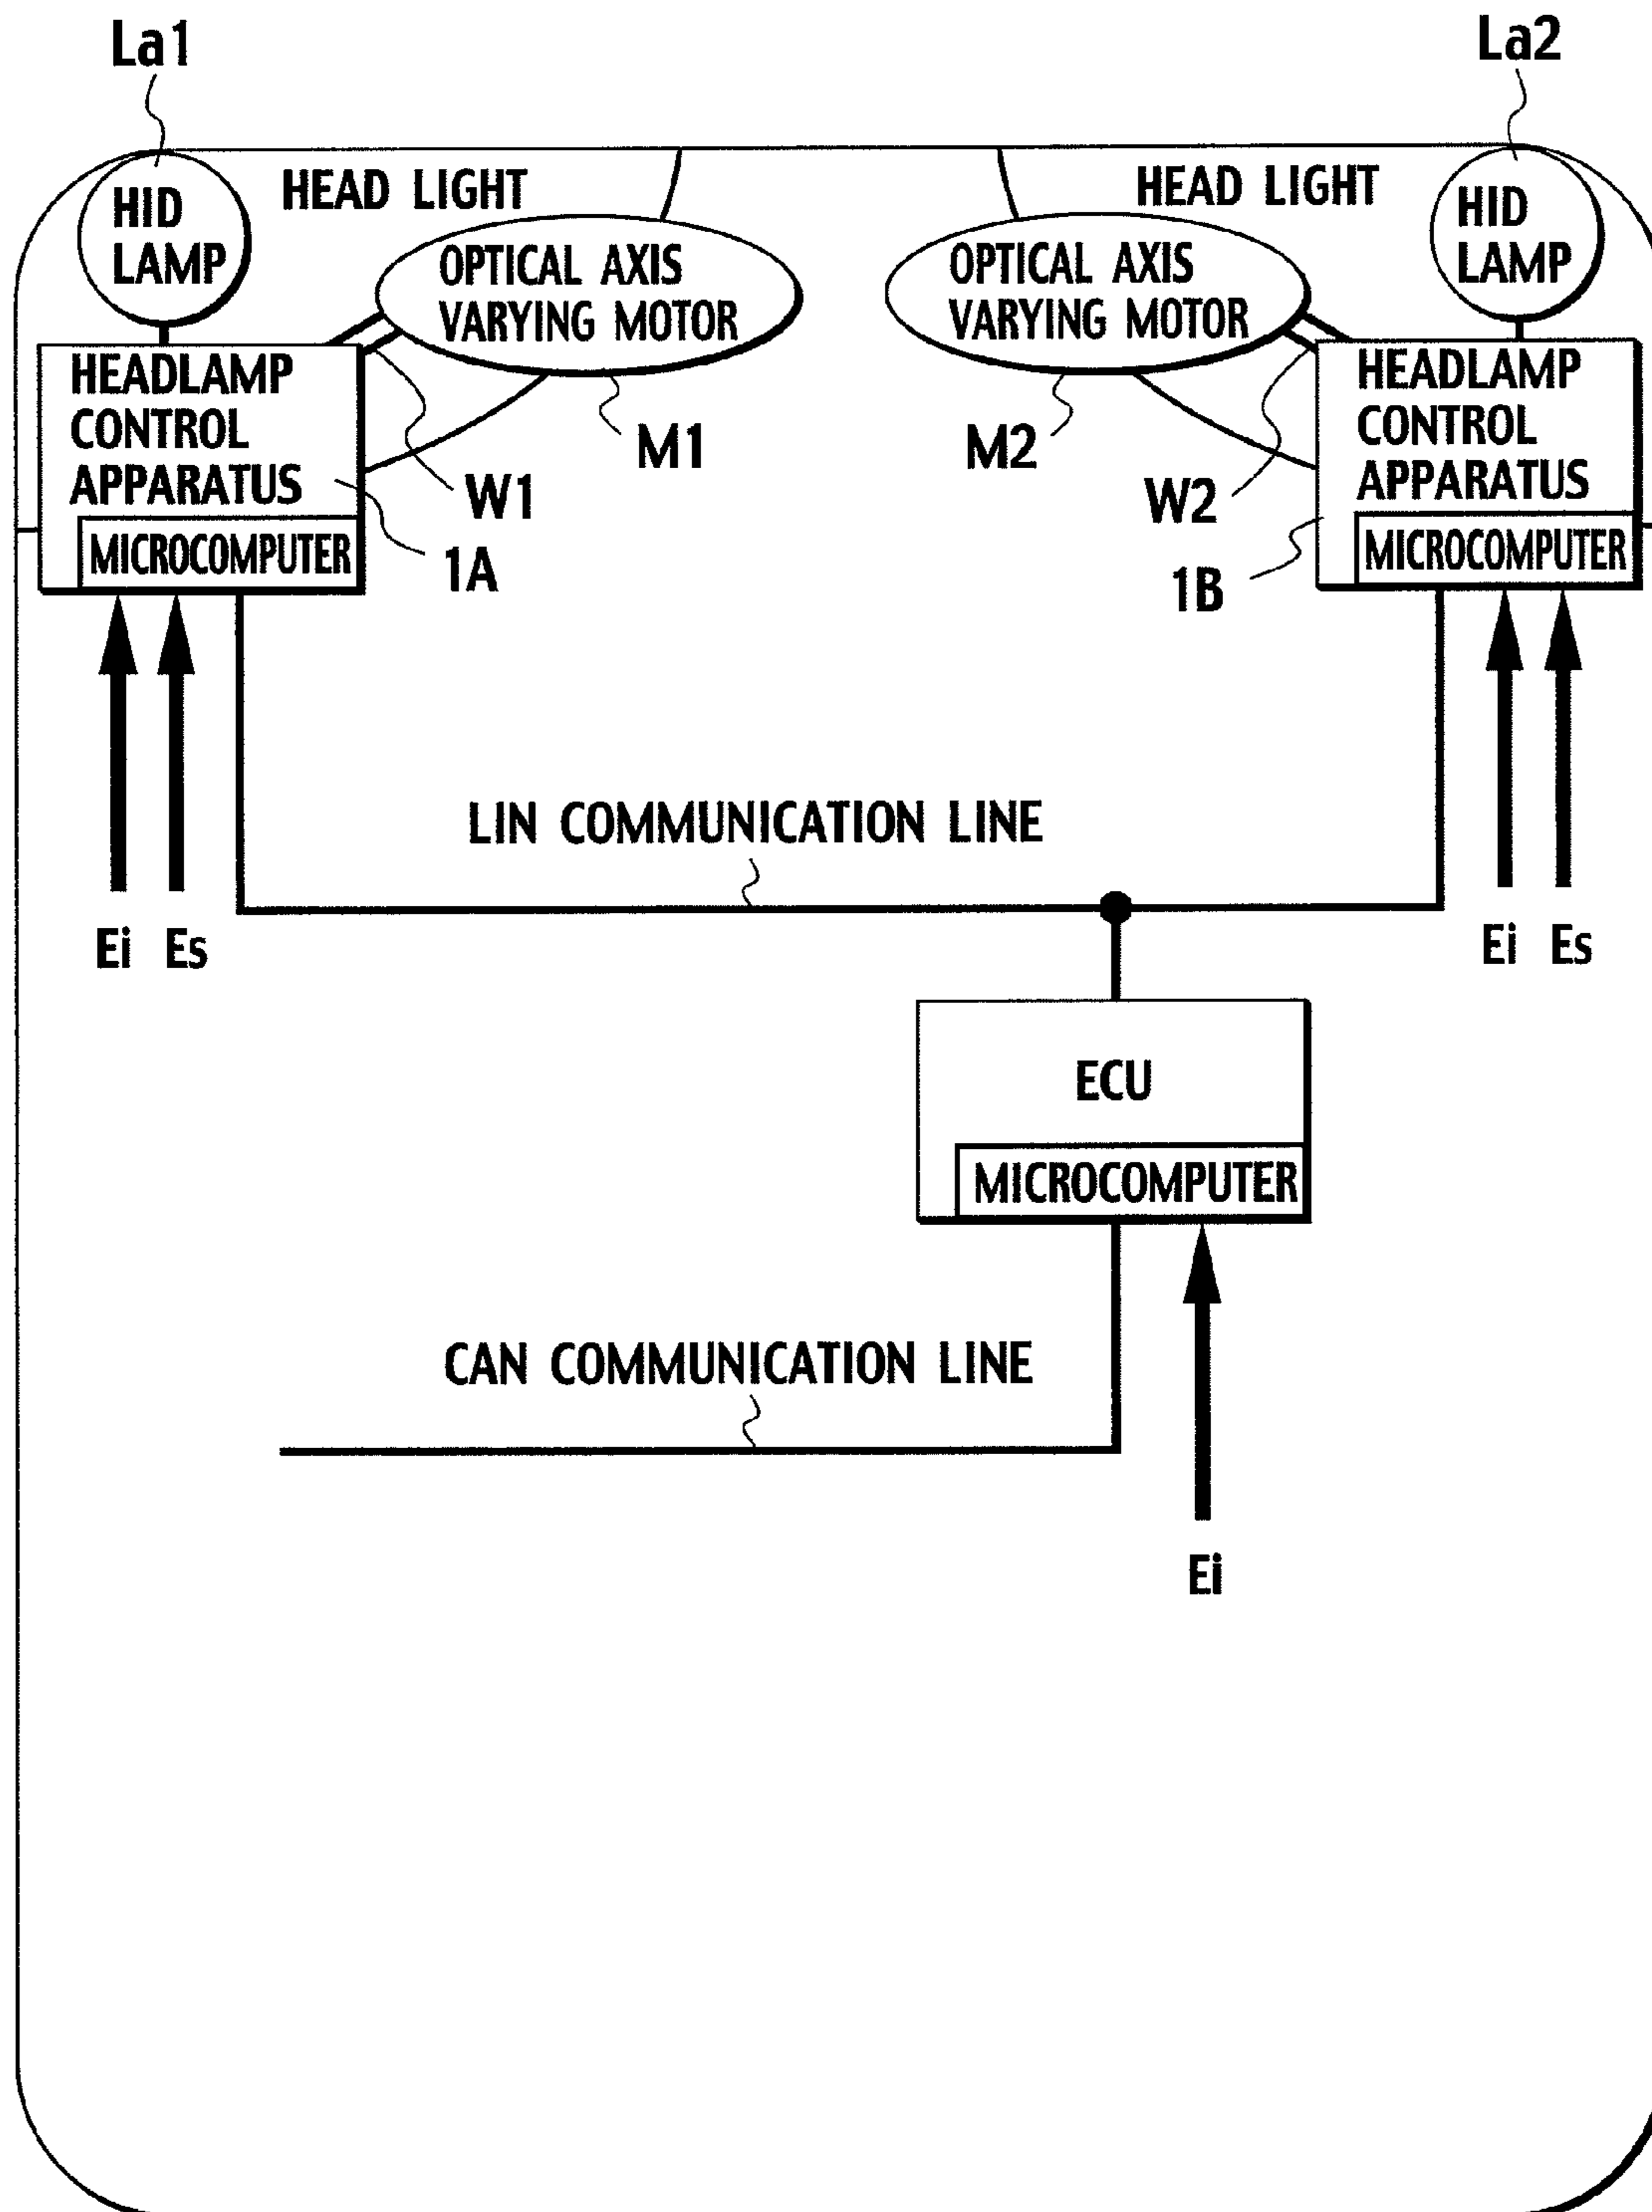 La1
La2
HEAD LIGHT
HEAD LIGHT
HID
LAMP
HID
LAMP
OPTICAL AXIS
VARYING MOTOR
OPTICAL AXIS
VARYING MOTOR
HEADLAMP
CONTROL
APPARATUS
MICROCOMPUTER
HEADLAMP
CONTROL
APPARATUS
MICROCOMPUTER
M1
M2
W1
W2
1A
1B
LIN COMMUNICATION LINE
Ei Es
Ei Es
ECU
MICROCOMPUTER
CAN COMMUNICATION LINE
Ei